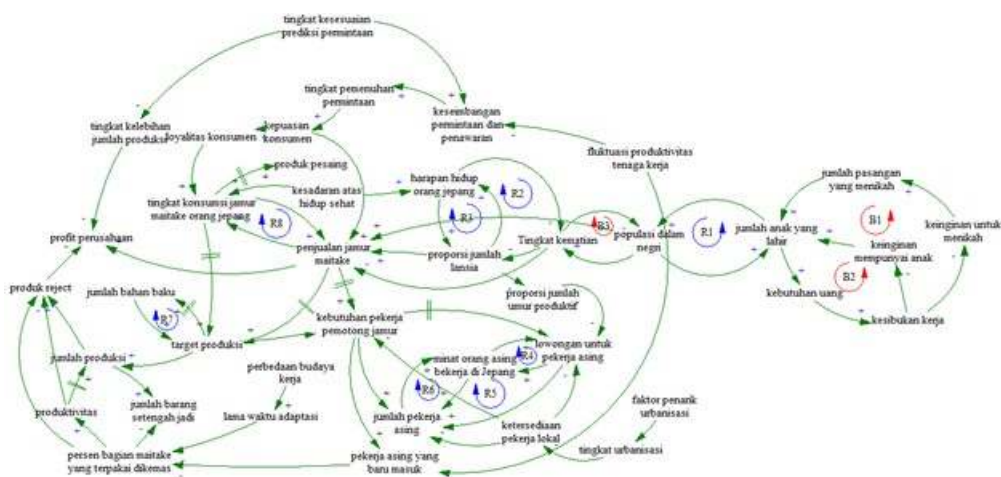 tingkat kesesuaian
prediksi permintaan
tingkat pemenuhan
permintaan
keseimbangan
permintaan dan
penawaran
tingkat kelebihan
jumlah produksi
loyalitas konsumen
kepuasan
konsumen
fluktuasi produktivitas
tenaga kerja
produk pesaing
harapan hidup
orang jepang
R2
jumlah pasangan
yang menikah
kesadaran atas
hidup sehat
tingkat konsumsi jamur
maitake orang jepang
R8
R3
B3
R1
B1
profit perusahaan
penjualan jamur
maitake
proporsi jumlah
lansia
Tingkat kematian
populasi dalam
negri
jumlah anak yang
lahir
keinginan
mempunyai anak
keinginan untuk
menikah
B2
produk reject
jumlah bahan baku
proporsi jumlah
umur produktif
kebutuhan uang
kesibukan kerja
R7
kebutuhan pekerja
pemotong jamur
target produksi
lowongan untuk
pekerja asing
R4
jumlah produksi
perbedaan budaya
kerja
minat orang asing
bekerja di Jepang
R6
R5
produktivitas
jumlah barang
setengah jadi
lama waktu adaptasi
jumlah pekerja
asing
ketersediaan
pekerja lokal
faktor penarik
urbanisasi
tingkat urbanisasi
persen bagian maitake
yang terpakai dikemas
pekerja asing yang
baru masuk